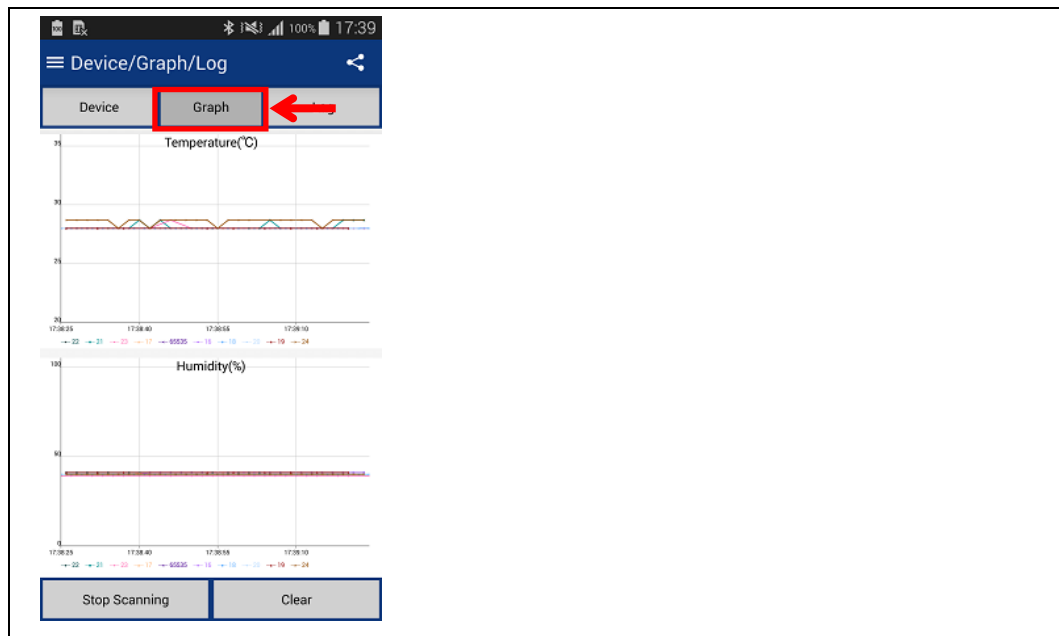 100% 17:39
Device/Graph/Log
Device Graph
Temperature(℃)
35
30
25
20
17:38:25 17:38:40 17:38:55 17:39:10
22 21 23 17 65535 16 18 19 24
Humidity(%)
100
50
0
17:38:25 17:38:40 17:38:55 17:39:10
22 21 23 17 65535 16 18 19 24
Stop Scanning Clear